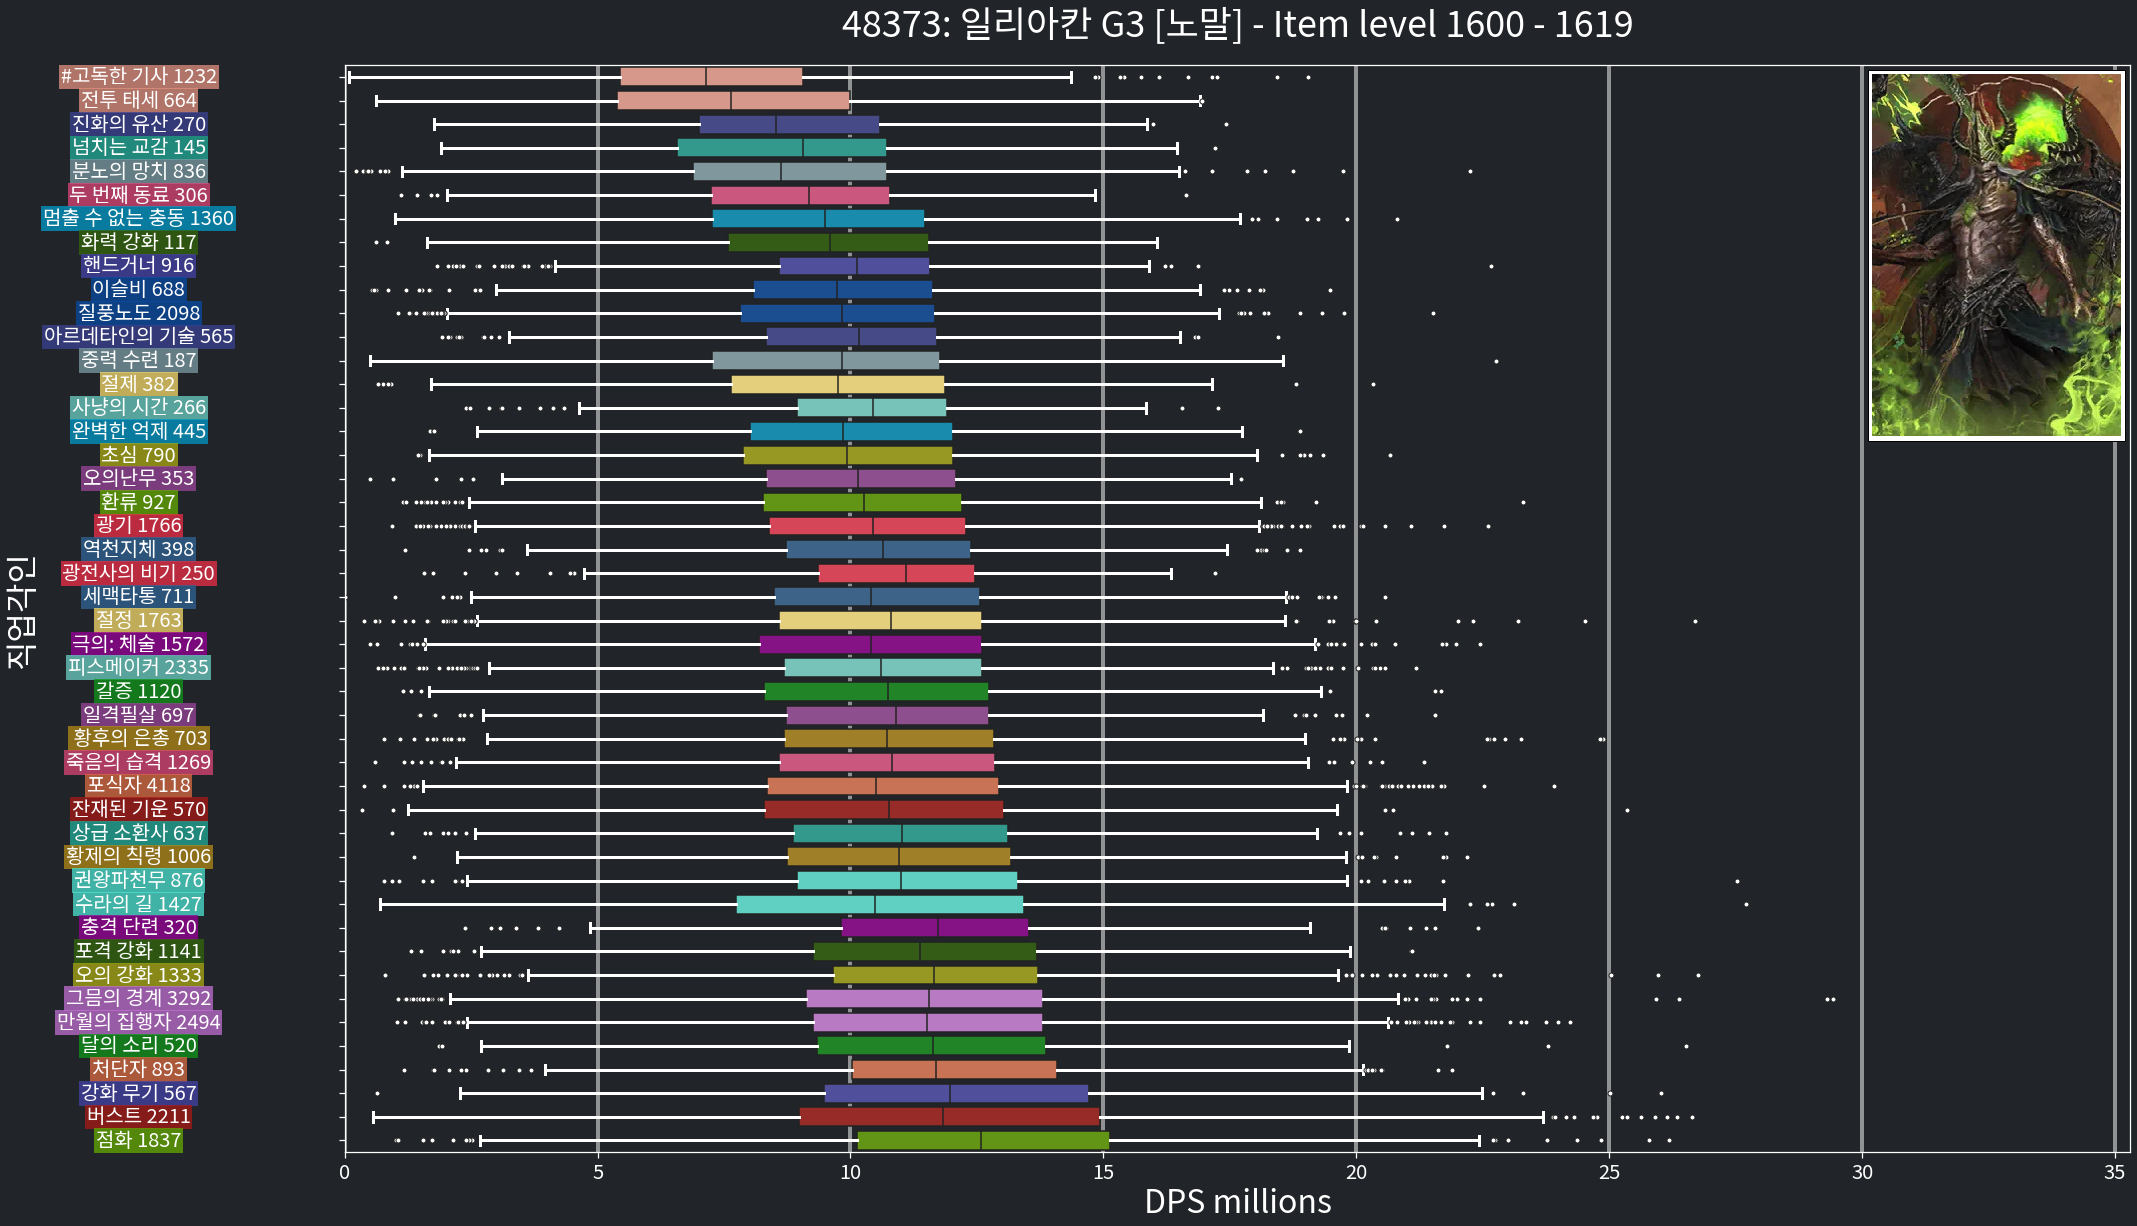 48373: 일리아칸 G3 [노말] - Item level 1600 - 1619
직업각인
#고독한 기사 1232
전투 태세 664
진화의 유산 270
넘치는 교감 145
분노의 망치 836
두 번째 동료 306
멈출 수 없는 충동 1360
화력 강화 117
핸드거너 916
이슬비 688
질풍노도 2098
아르데타인의 기술 565
중력 수련 187
절제 382
사냥의 시간 266
완벽한 억제 445
초심 790
오의난무 353
환류 927
광기 1766
역천지체 398
광전사의 비기 250
세맥타통 711
절정 1763
극의: 체술 1572
피스메이커 2335
갈증 1120
일격필살 697
황후의 은총 703
죽음의 습격 1269
포식자 4118
잔재된 기운 570
상급 소환사 637
황제의 칙령 1006
권왕파천무 876
수라의 길 1427
충격 단련 320
포격 강화 1141
오의 강화 1333
그믐의 경계 3292
만월의 집행자 2494
달의 소리 520
처단자 893
강화 무기 567
버스트 2211
점화 1837
0 5 10 15 20 25 30 35
DPS millions